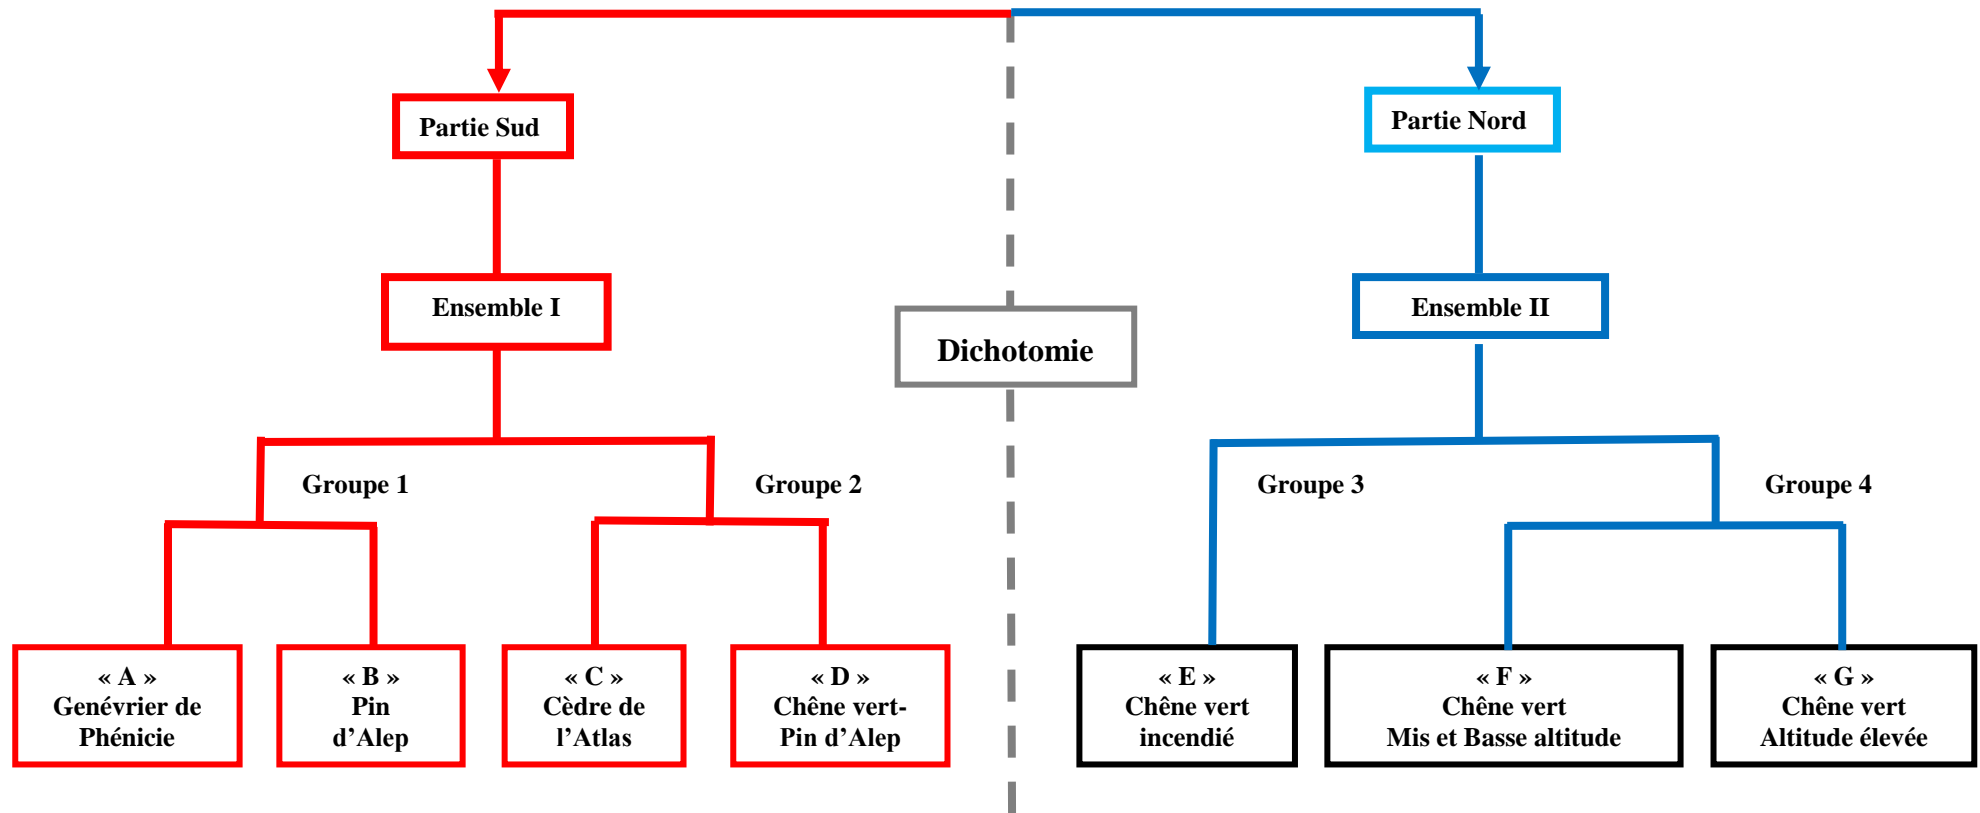 Partie Sud
Partie Nord
Ensemble I
Ensemble II
Dichotomie
Groupe 1
Groupe 2
Groupe 3
Groupe 4
« A »
Genévrier de
Phénicie
« B »
Pin
d’Alep
« C »
Cèdre de
l’Atlas
« D »
Chêne vert-
Pin d’Alep
« E »
Chêne vert
incendié
« F »
Chêne vert
Mis et Basse altitude
« G »
Chêne vert
Altitude élevée